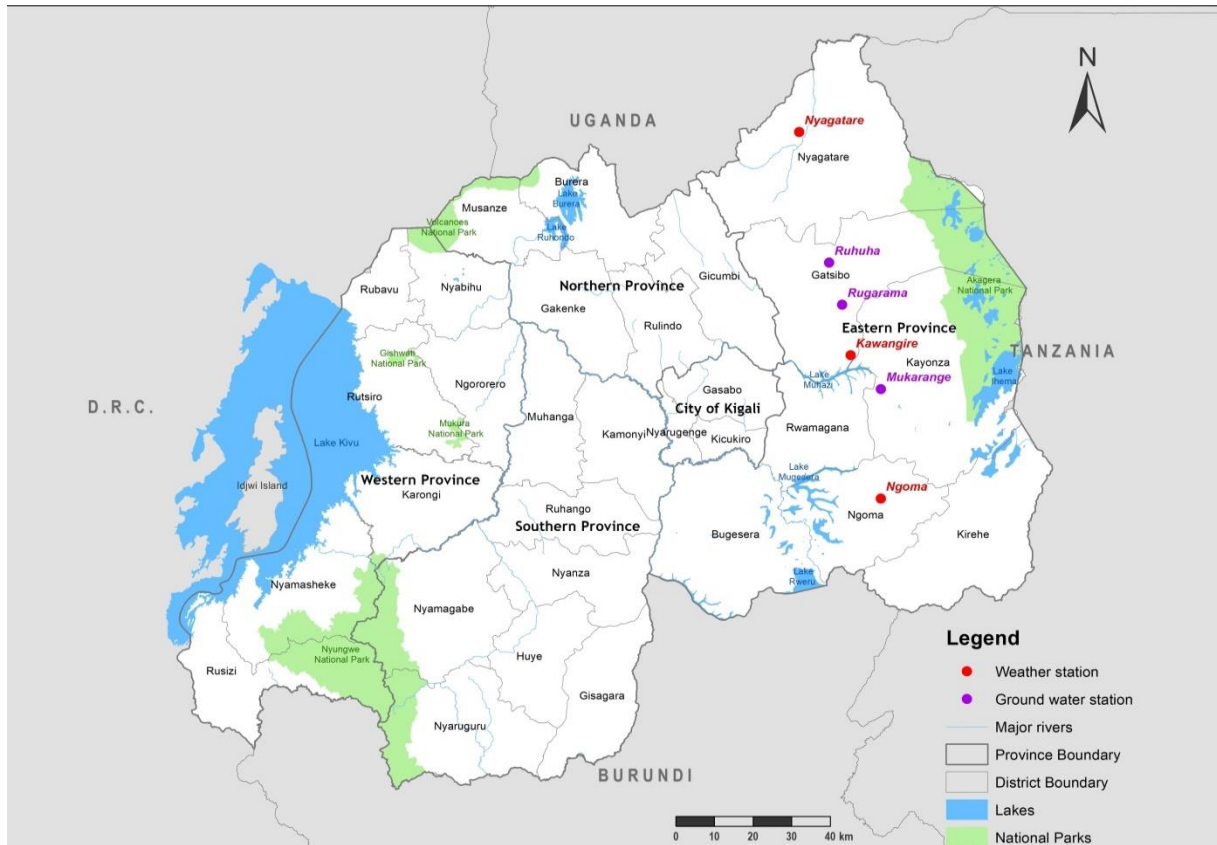 N
UGANDA
Nyagatare
Nyagatare
Burera
Lake
Burera
Musanze
Volcanoes
National Park
Lake
Ruhondo
Ruhuha
Gatsibo
Gicumbi
Rubavu
Nyabihu
Northern Province
Gakenke
Rulindo
Rugarama
Akagera
National Park
Eastern Province
Kawangire
Kayonza
TANZANIA
Gishwati
National Park
Ngororero
Lake
Muhazi
Mukarange
Lake
Ihema
Gasabo
D.R.C.
Rutsiro
Muhanga
City of Kigali
Mukura
National Park
Kamonyi
Nyarugenge
Kicukiro
Rwamagana
Lake Kivu
Lake
Mugesera
Western Province
Karongi
Idjwi Island
Ngoma
Ngoma
Ruhango
Southern Province
Bugesera
Kirehe
Nyanza
Lake
Rweru
Nyamasheke
Nyamagabe
Nyungwe
National Park
Huye
Rusizi
Gisagara
Nyaruguru
BURUNDI
Legend
Weather station
Ground water station
Major rivers
Province Boundary
District Boundary
Lakes
National Parks
0 10 20 30 40 km